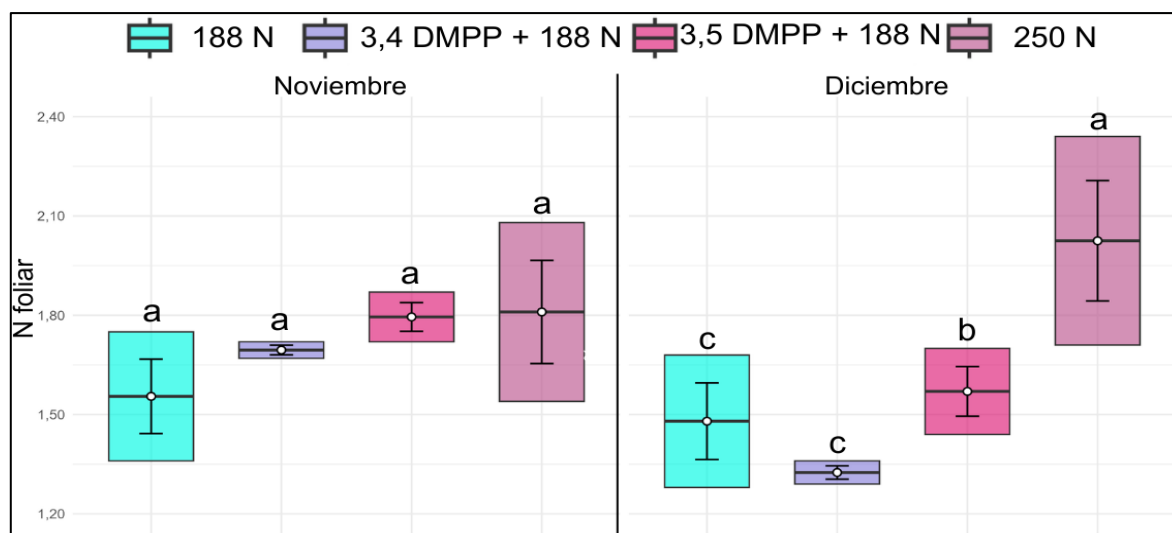 188 N 3,4 DMPP + 188 N 3,5 DMPP + 188 N 250 N
Noviembre Diciembre
N foliar
2,40
2,10
1,80
1,50
1,20
a a a a
c c b a